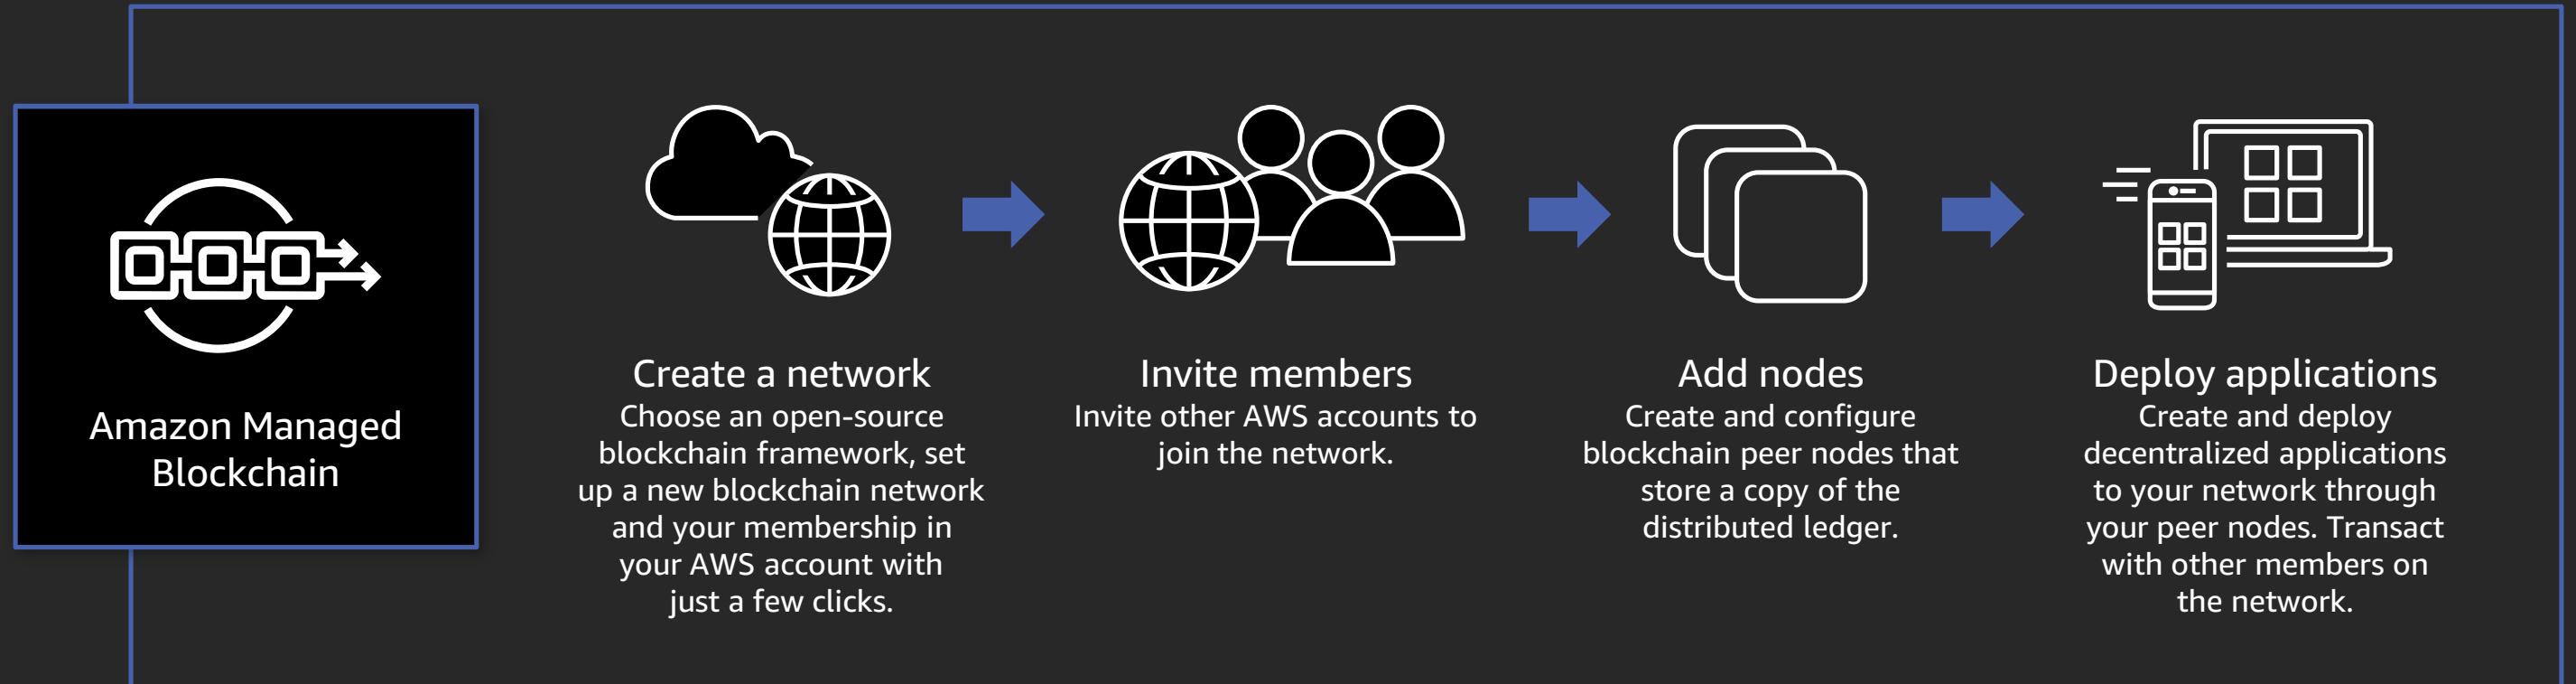 Amazon Managed
Blockchain
Create a network
Choose an open-source
blockchain framework, set
up a new blockchain network
and your membership in
your AWS account with
just a few clicks.
Invite members
Invite other AWS accounts to
join the network.
Add nodes
Create and configure
blockchain peer nodes that
store a copy of the
distributed ledger.
Deploy applications
Create and deploy
decentralized applications
to your network through
your peer nodes. Transact
with other members on
the network.